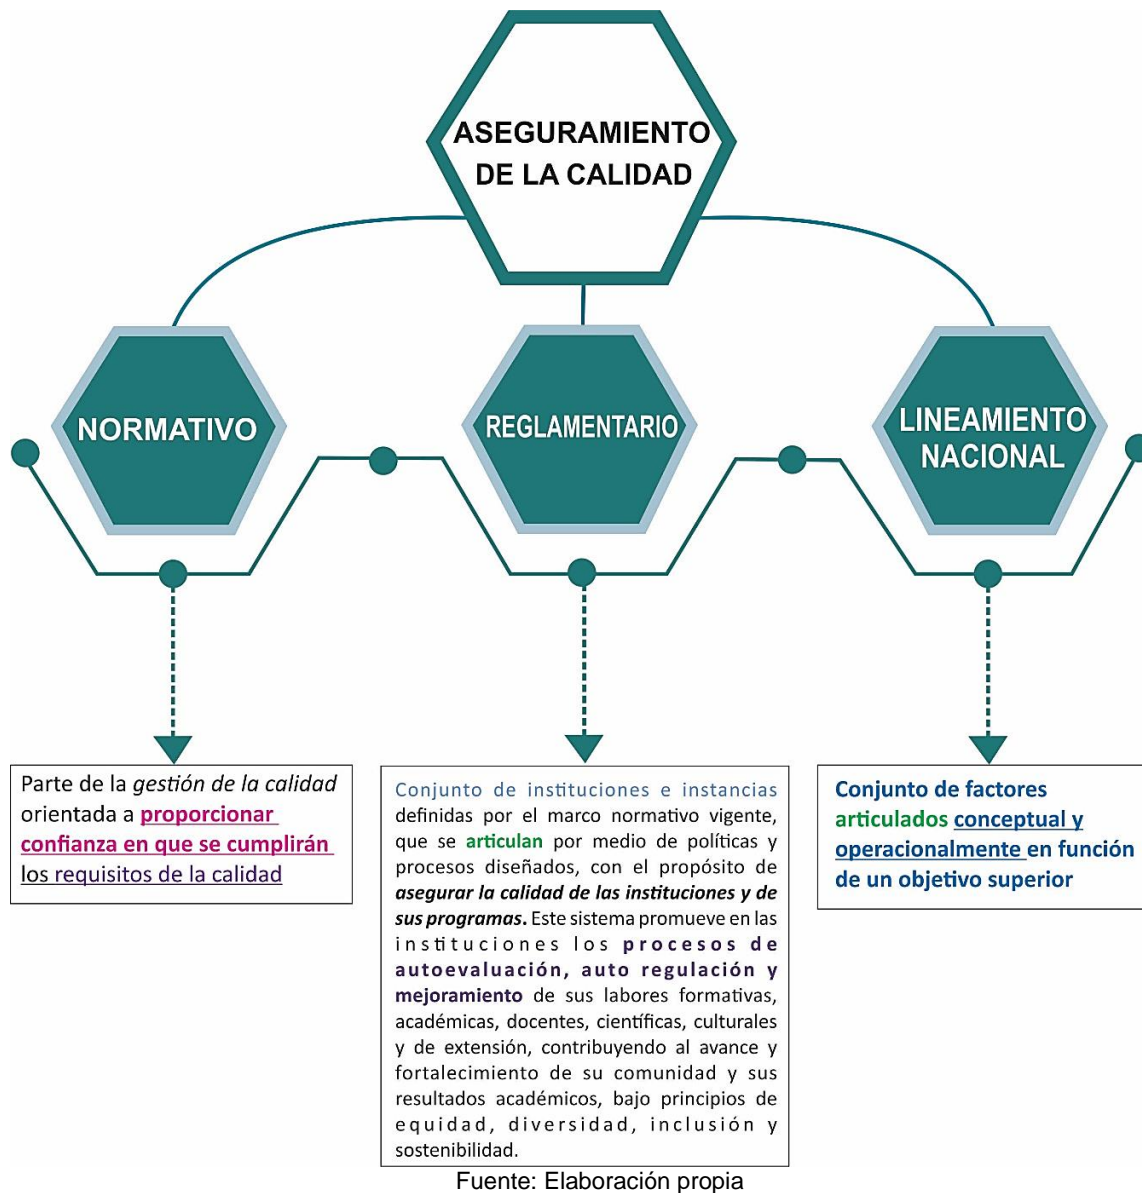 ASEGURAMIENTO
DE LA CALIDAD
NORMATIVO
REGLAMENTARIO
LINEAMIENTO
NACIONAL
Parte de la gestión de la calidad
orientada a proporcionar
confianza en que se cumplirán
los requisitos de la calidad
Conjunto de instituciones e instancias
definidas por el marco normativo vigente,
que se articulan por medio de políticas y
procesos diseñados, con el propósito de
asegurar la calidad de las instituciones y de
sus programas. Este sistema promueve en las
instituciones los procesos de
autoevaluación, auto regulación y
mejoramiento de sus labores formativas,
académicas, docentes, científicas, culturales
y de extensión, contribuyendo al avance y
fortalecimiento de su comunidad y sus
resultados académicos, bajo principios de
equidad, diversidad, inclusión y
sostenibilidad.
Conjunto de factores
articulados conceptual y
operacionalmente en función
de un objetivo superior
Fuente: Elaboración propia